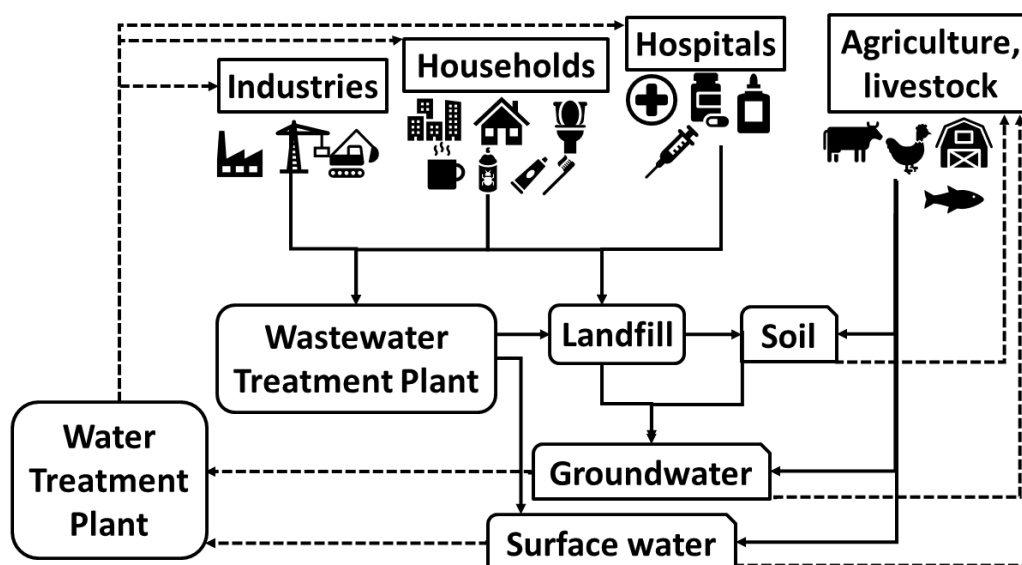 Industries
Households
Hospitals
Agriculture,
livestock
Wastewater
Treatment Plant
Landfill
Soil
Water
Treatment
Plant
Groundwater
Surface water